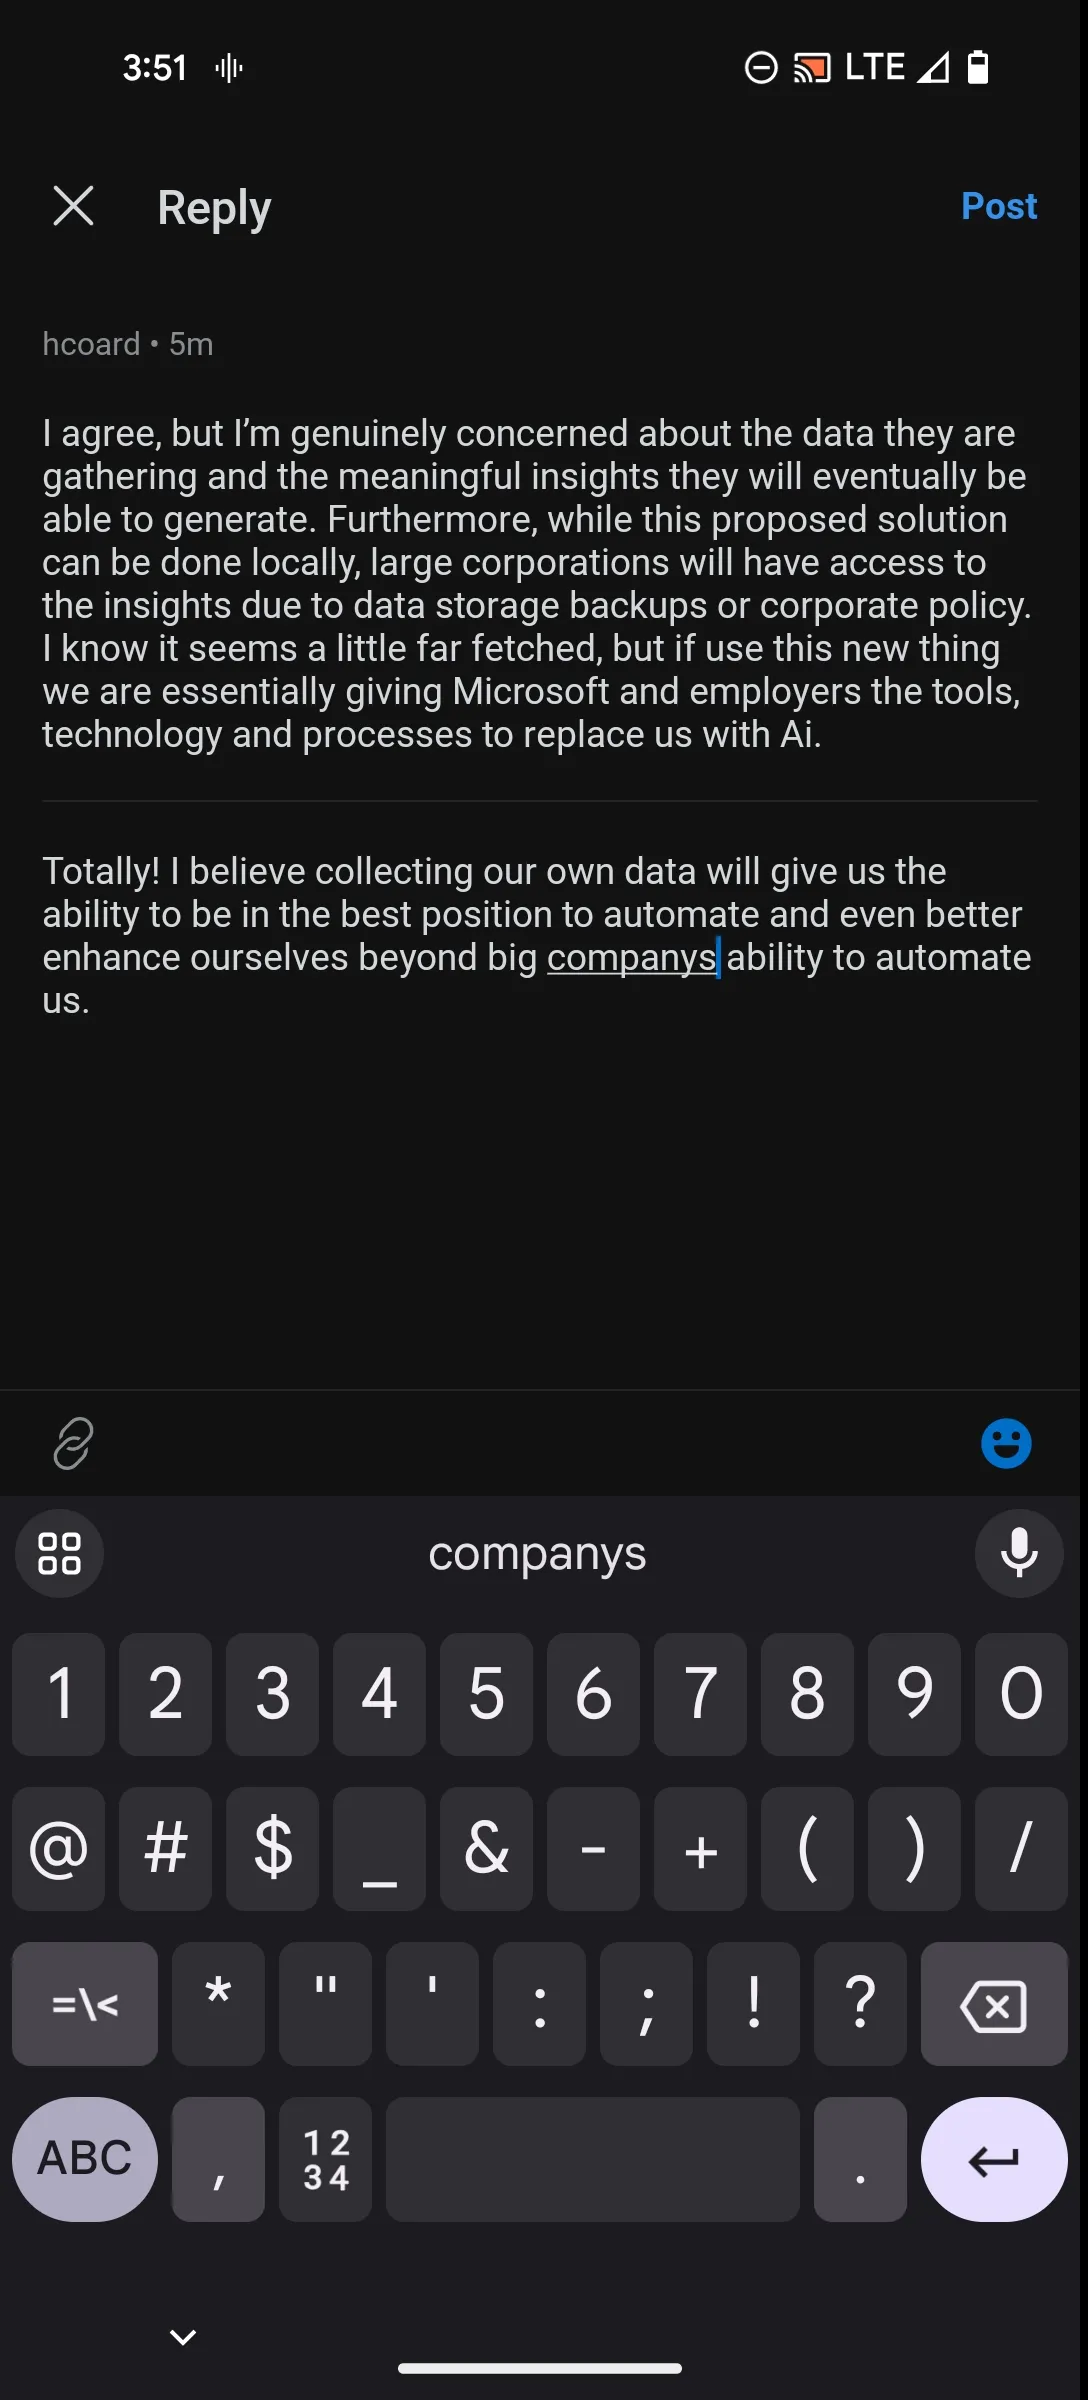 3:51 LTE
Reply Post
hcoard • 5m
I agree, but I’m genuinely concerned about the data they are
gathering and the meaningful insights they will eventually be
able to generate. Furthermore, while this proposed solution
can be done locally, large corporations will have access to
the insights due to data storage backups or corporate policy.
I know it seems a little far fetched, but if use this new thing
we are essentially giving Microsoft and employers the tools,
technology and processes to replace us with Ai.
Totally! I believe collecting our own data will give us the
ability to be in the best position to automate and even better
enhance ourselves beyond big companys ability to automate
us.
companys
1 2 3 4 5 6 7 8 9 0
@ # $ _ & - + ( ) /
=\< * " ' : ; ! ?
ABC , 1 2 3 4 .